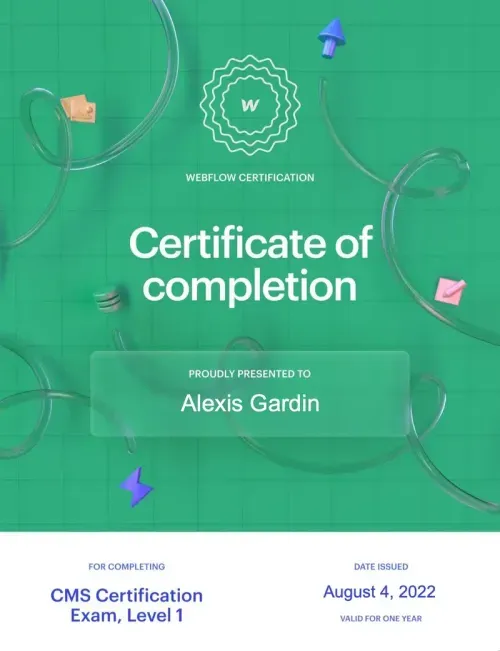 W
WEBFLOW CERTIFICATION
Certificate of
completion
PROUDLY PRESENTED TO
Alexis Gardin
FOR COMPLETING
CMS Certification
Exam, Level 1
DATE ISSUED
August 4, 2022
VALID FOR ONE YEAR